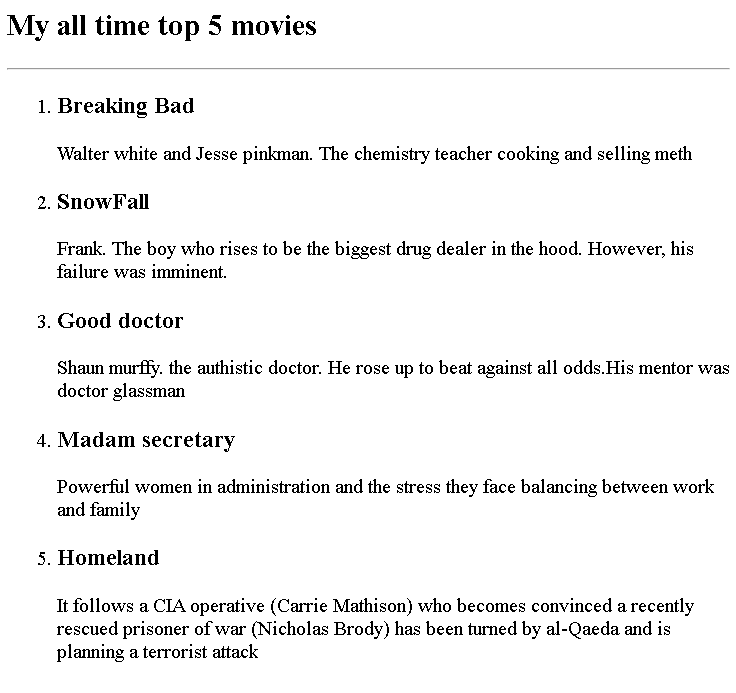 My all time top 5 movies
1. Breaking Bad
Walter white and Jesse pinkman. The chemistry teacher cooking and selling meth
2. SnowFall
Frank. The boy who rises to be the biggest drug dealer in the hood. However, his
failure was imminent.
3. Good doctor
Shaun murffy. the authistic doctor. He rose up to beat against all odds.His mentor was
doctor glassman
4. Madam secretary
Powerful women in administration and the stress they face balancing between work
and family
5. Homeland
It follows a CIA operative (Carrie Mathison) who becomes convinced a recently
rescued prisoner of war (Nicholas Brody) has been turned by al-Qaeda and is
planning a terrorist attack